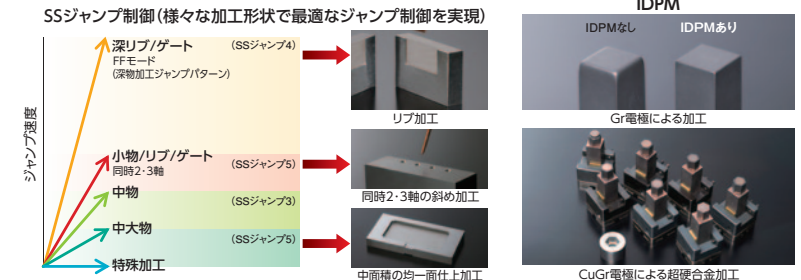 SSジャンプ制御(様々な加工形状で最適なジャンプ制御を実現)
ジャンプ速度
深リブ/ゲート (SSジャンプ4)
FFモード
(深物加工ジャンプパターン)
小物/リブ/ゲート (SSジャンプ5)
同時2・3軸
中物 (SSジャンプ3)
中大物 (SSジャンプ5)
特殊加工
リブ加工
同時2・3軸の斜め加工
中面積の均一面仕上加工
IDPM
IDPMなし IDPMあり
Gr電極による加工
CuGr電極による超硬合金加工